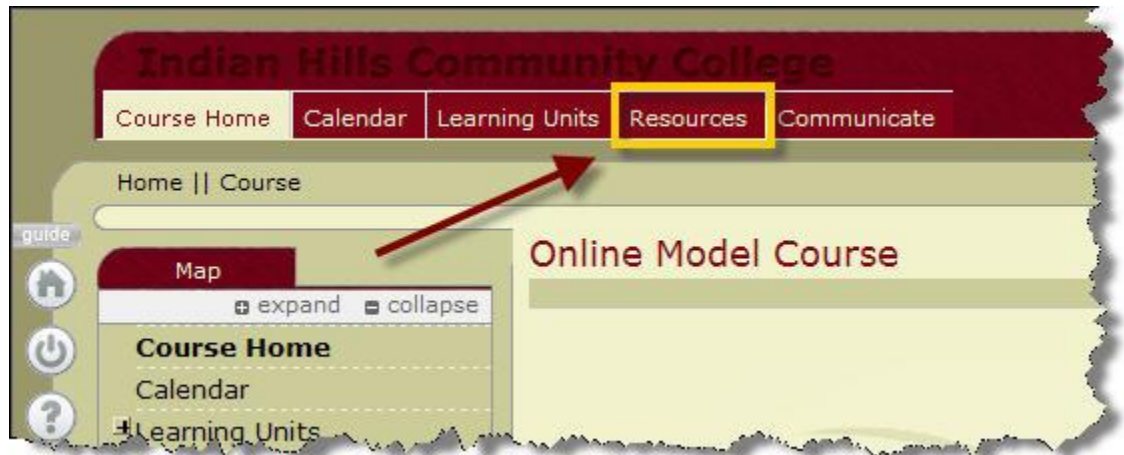 Indian Hills Community College
Course Home Calendar Learning Units Resources Communicate
Home || Course
guide
Map
expand collapse
Online Model Course
Course Home
Calendar
Learning Units